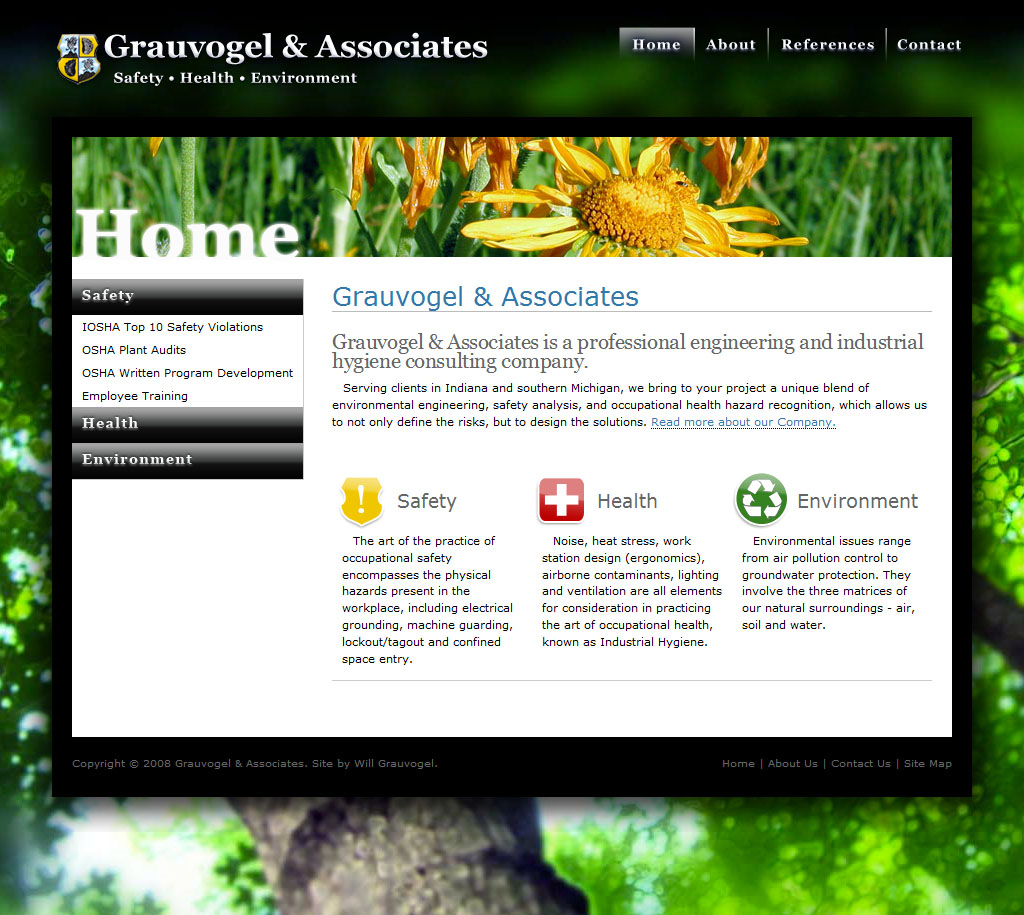 Grauvogel & Associates
Safety • Health • Environment
Home
About
References
Contact
Home
Safety
IOSHA Top 10 Safety Violations
OSHA Plant Audits
OSHA Written Program Development
Employee Training
Health
Environment
Grauvogel & Associates
Grauvogel & Associates is a professional engineering and industrial
hygiene consulting company.
Serving clients in Indiana and southern Michigan, we bring to your project a unique blend of
environmental engineering, safety analysis, and occupational health hazard recognition, which allows us
to not only define the risks, but to design the solutions. Read more about our Company.
Safety
The art of the practice of
occupational safety
encompasses the physical
hazards present in the
workplace, including electrical
grounding, machine guarding,
lockout/tagout and confined
space entry.
Health
Noise, heat stress, work
station design (ergonomics),
airborne contaminants, lighting
and ventilation are all elements
for consideration in practicing
the art of occupational health,
known as Industrial Hygiene.
Environment
Environmental issues range
from air pollution control to
groundwater protection. They
involve the three matrices of
our natural surroundings - air,
soil and water.
Copyright © 2008 Grauvogel & Associates. Site by Will Grauvogel.
Home | About Us | Contact Us | Site Map